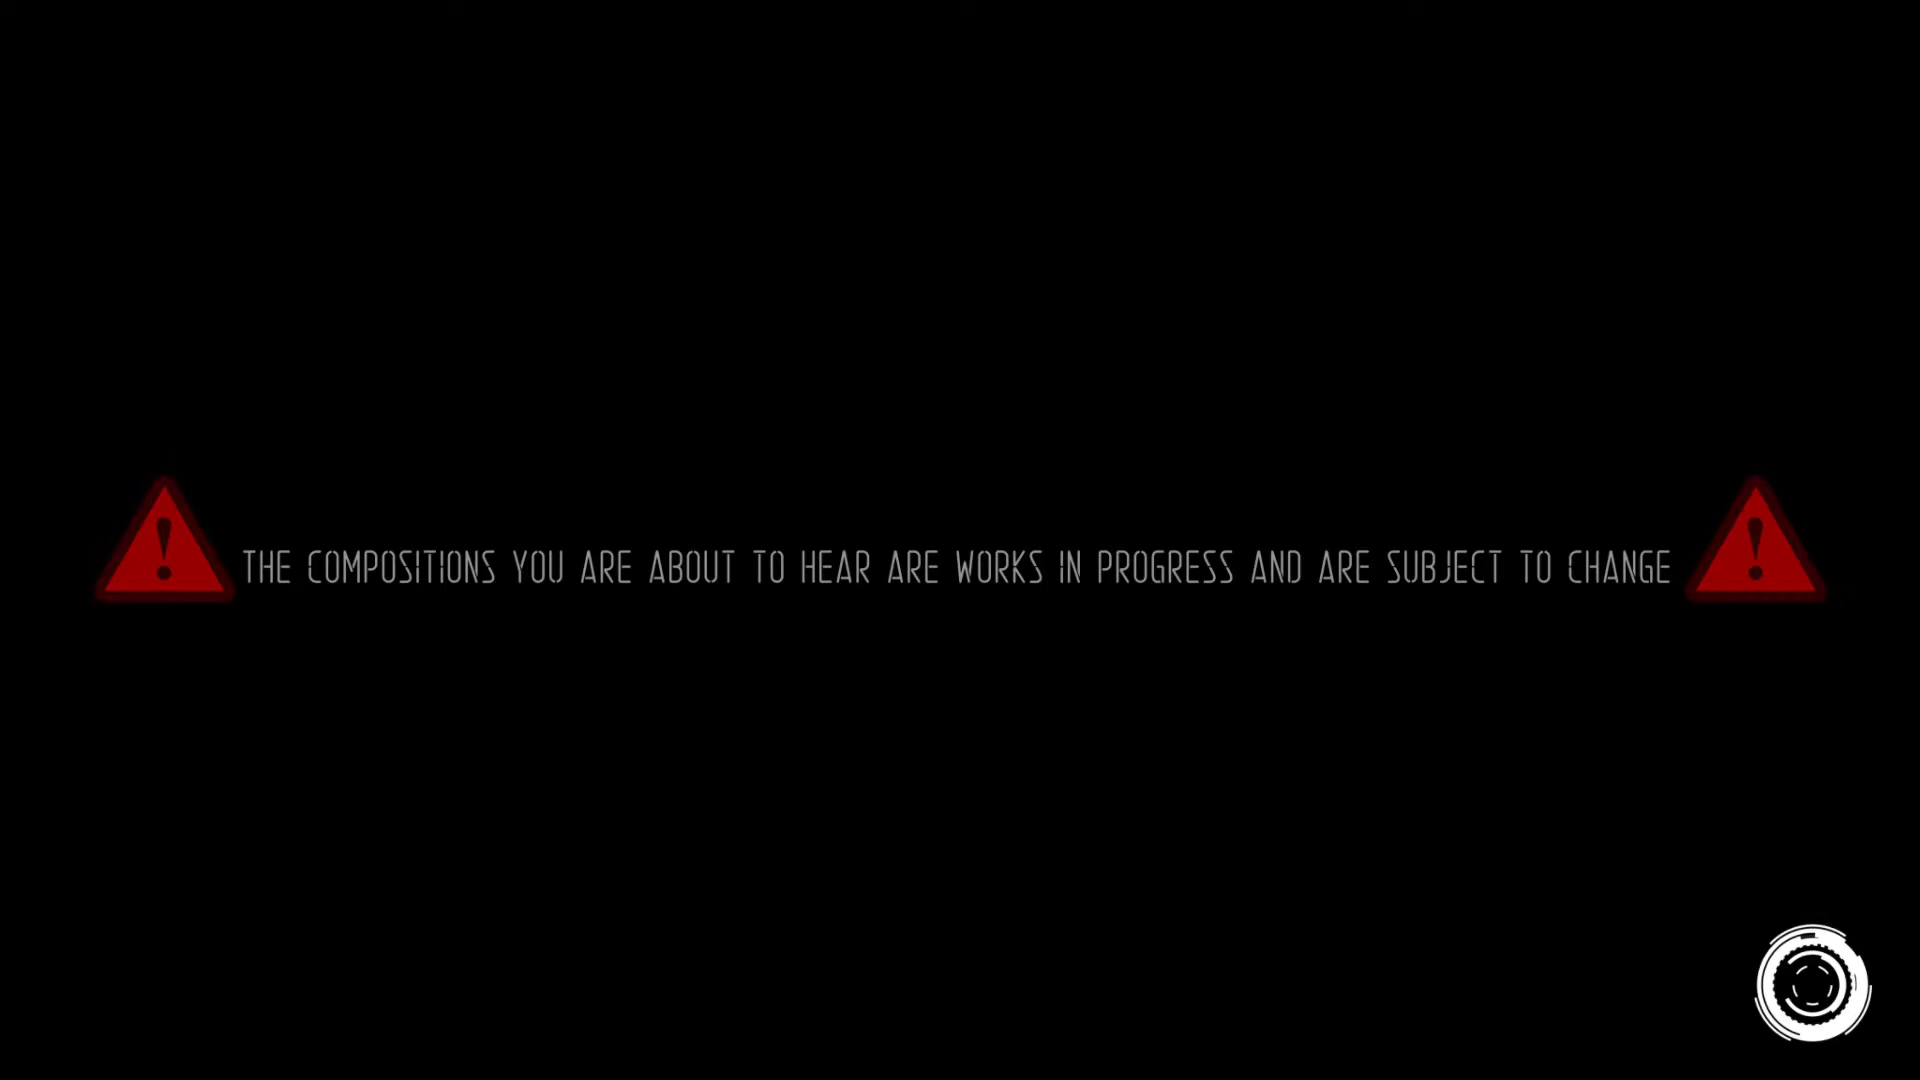 THE COMPOSITIONS YOU ARE ABOUT TO HEAR ARE WORKS IN PROGRESS AND ARE SUBJECT TO CHANGE